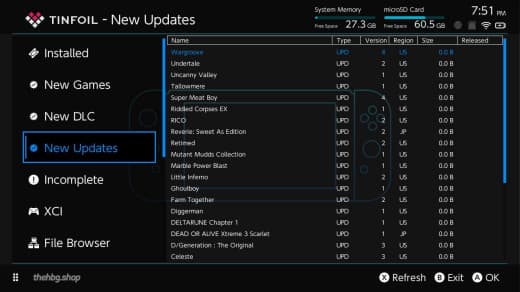 TINFOIL - New Updates
System Memory
Free Space 27.3 GB
microSD Card
Free Space 60.5 GB
7:51 PM
Installed
New Games
New DLC
New Updates
Incomplete
XCI
File Browser
Name Type Version Region Size Released
Wargroove UPD 4 US 0.0 B
Undertale UPD 2 US 0.0 B
Uncanny Valley UPD 1 US 0.0 B
Tallowmere UPD 1 US 0.0 B
Super Meat Boy UPD 4 US 0.0 B
Riddled Corpses EX UPD 1 US 0.0 B
RICO UPD 2 US 0.0 B
Reverie: Sweet As Edition UPD 2 JP 0.0 B
Retimed UPD 2 US 0.0 B
Mutant Mudds Collection UPD 1 US 0.0 B
Marble Power Blast UPD 1 US 0.0 B
Little Inferno UPD 2 US 0.0 B
Ghoulboy UPD 1 US 0.0 B
Farm Together UPD 2 US 0.0 B
Diggerman UPD 1 US 0.0 B
DELTARUNE Chapter 1 UPD 1 US 0.0 B
DEAD OR ALIVE Xtreme 3 Scarlet UPD 1 JP 0.0 B
D/Generation : The Original UPD 3 US 0.0 B
Celeste UPD 3 US 0.0 B
thehbg.shop
X Refresh B Exit A OK